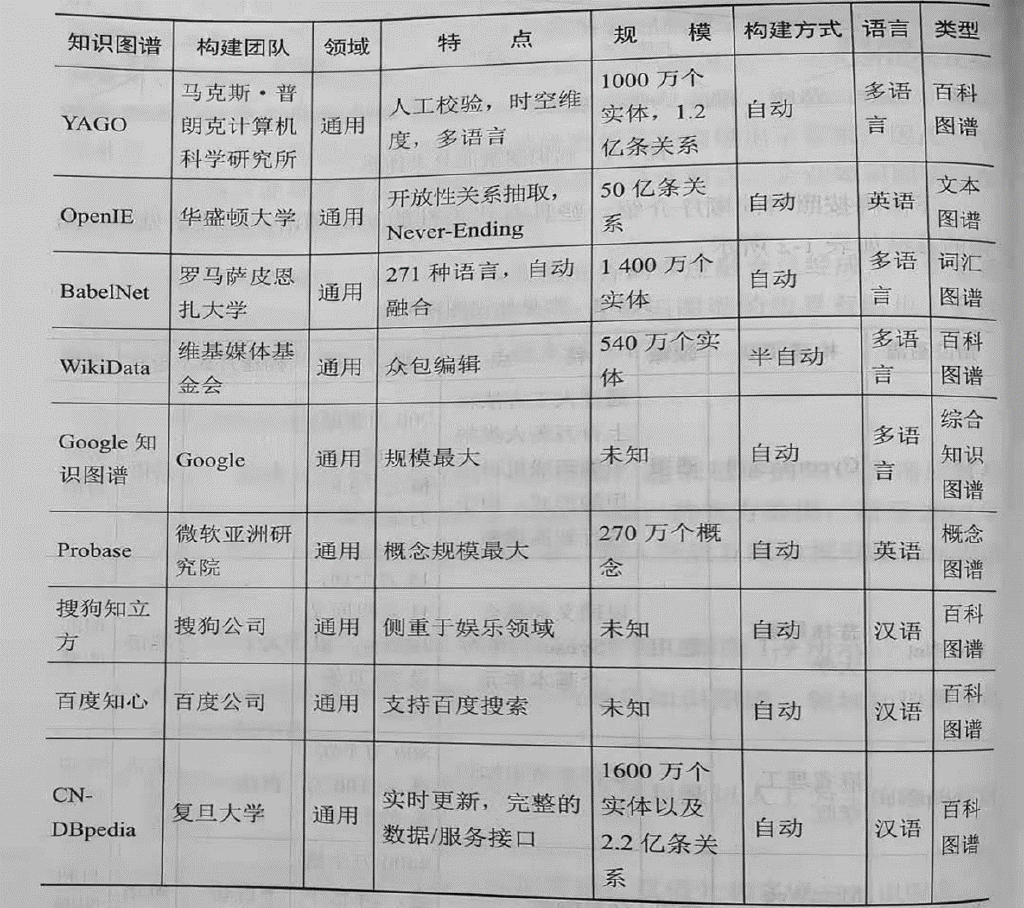 知识图谱 构建团队 领域 特 点 规 模 构建方式 语言 类型
YAGO 马克斯·普朗克计算机科学研究所 通用 人工校验，时空维度，多语言 1000 万个实体，1.2 亿条关系 自动 多语言 百科图谱
OpenIE 华盛顿大学 通用 开放性关系抽取，Never-Ending 50 亿条关系 自动 英语 文本图谱
BabelNet 罗马萨皮恩扎大学 通用 271 种语言，自动融合 1 400 万个实体 自动 多语言 词汇图谱
WikiData 维基媒体基金会 通用 众包编辑 540 万个实体 半自动 多语言 百科图谱
Google 知识图谱 Google 通用 规模最大 未知 自动 多语言 综合知识图谱
Probase 微软亚洲研究院 通用 概念规模最大 270 万个概念 自动 英语 概念图谱
搜狗知立方 搜狗公司 通用 侧重于娱乐领域 未知 自动 汉语 百科图谱
百度知心 百度公司 通用 支持百度搜索 未知 自动 汉语 百科图谱
CN-DBpedia 复旦大学 通用 实时更新，完整的数据/服务接口 1600 万个实体以及 2.2 亿条关系 自动 汉语 百科图谱